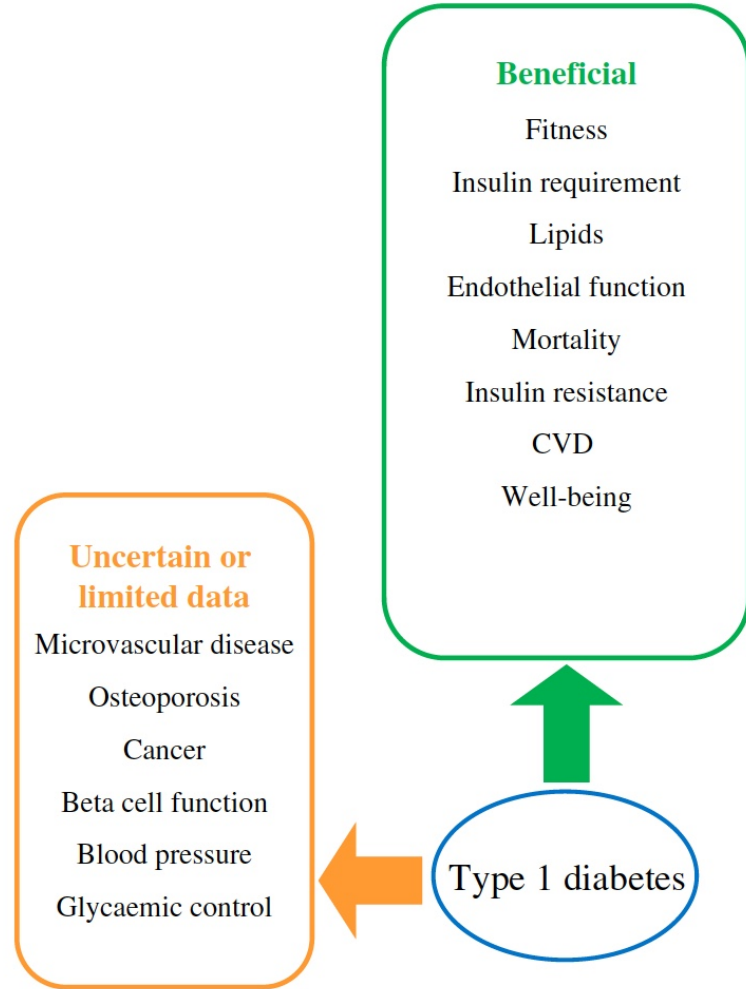 Beneficial
Fitness
Insulin requirement
Lipids
Endothelial function
Mortality
Insulin resistance
CVD
Well-being
Uncertain or
limited data
Microvascular disease
Osteoporosis
Cancer
Beta cell function
Blood pressure
Glycaemic control
Type 1 diabetes